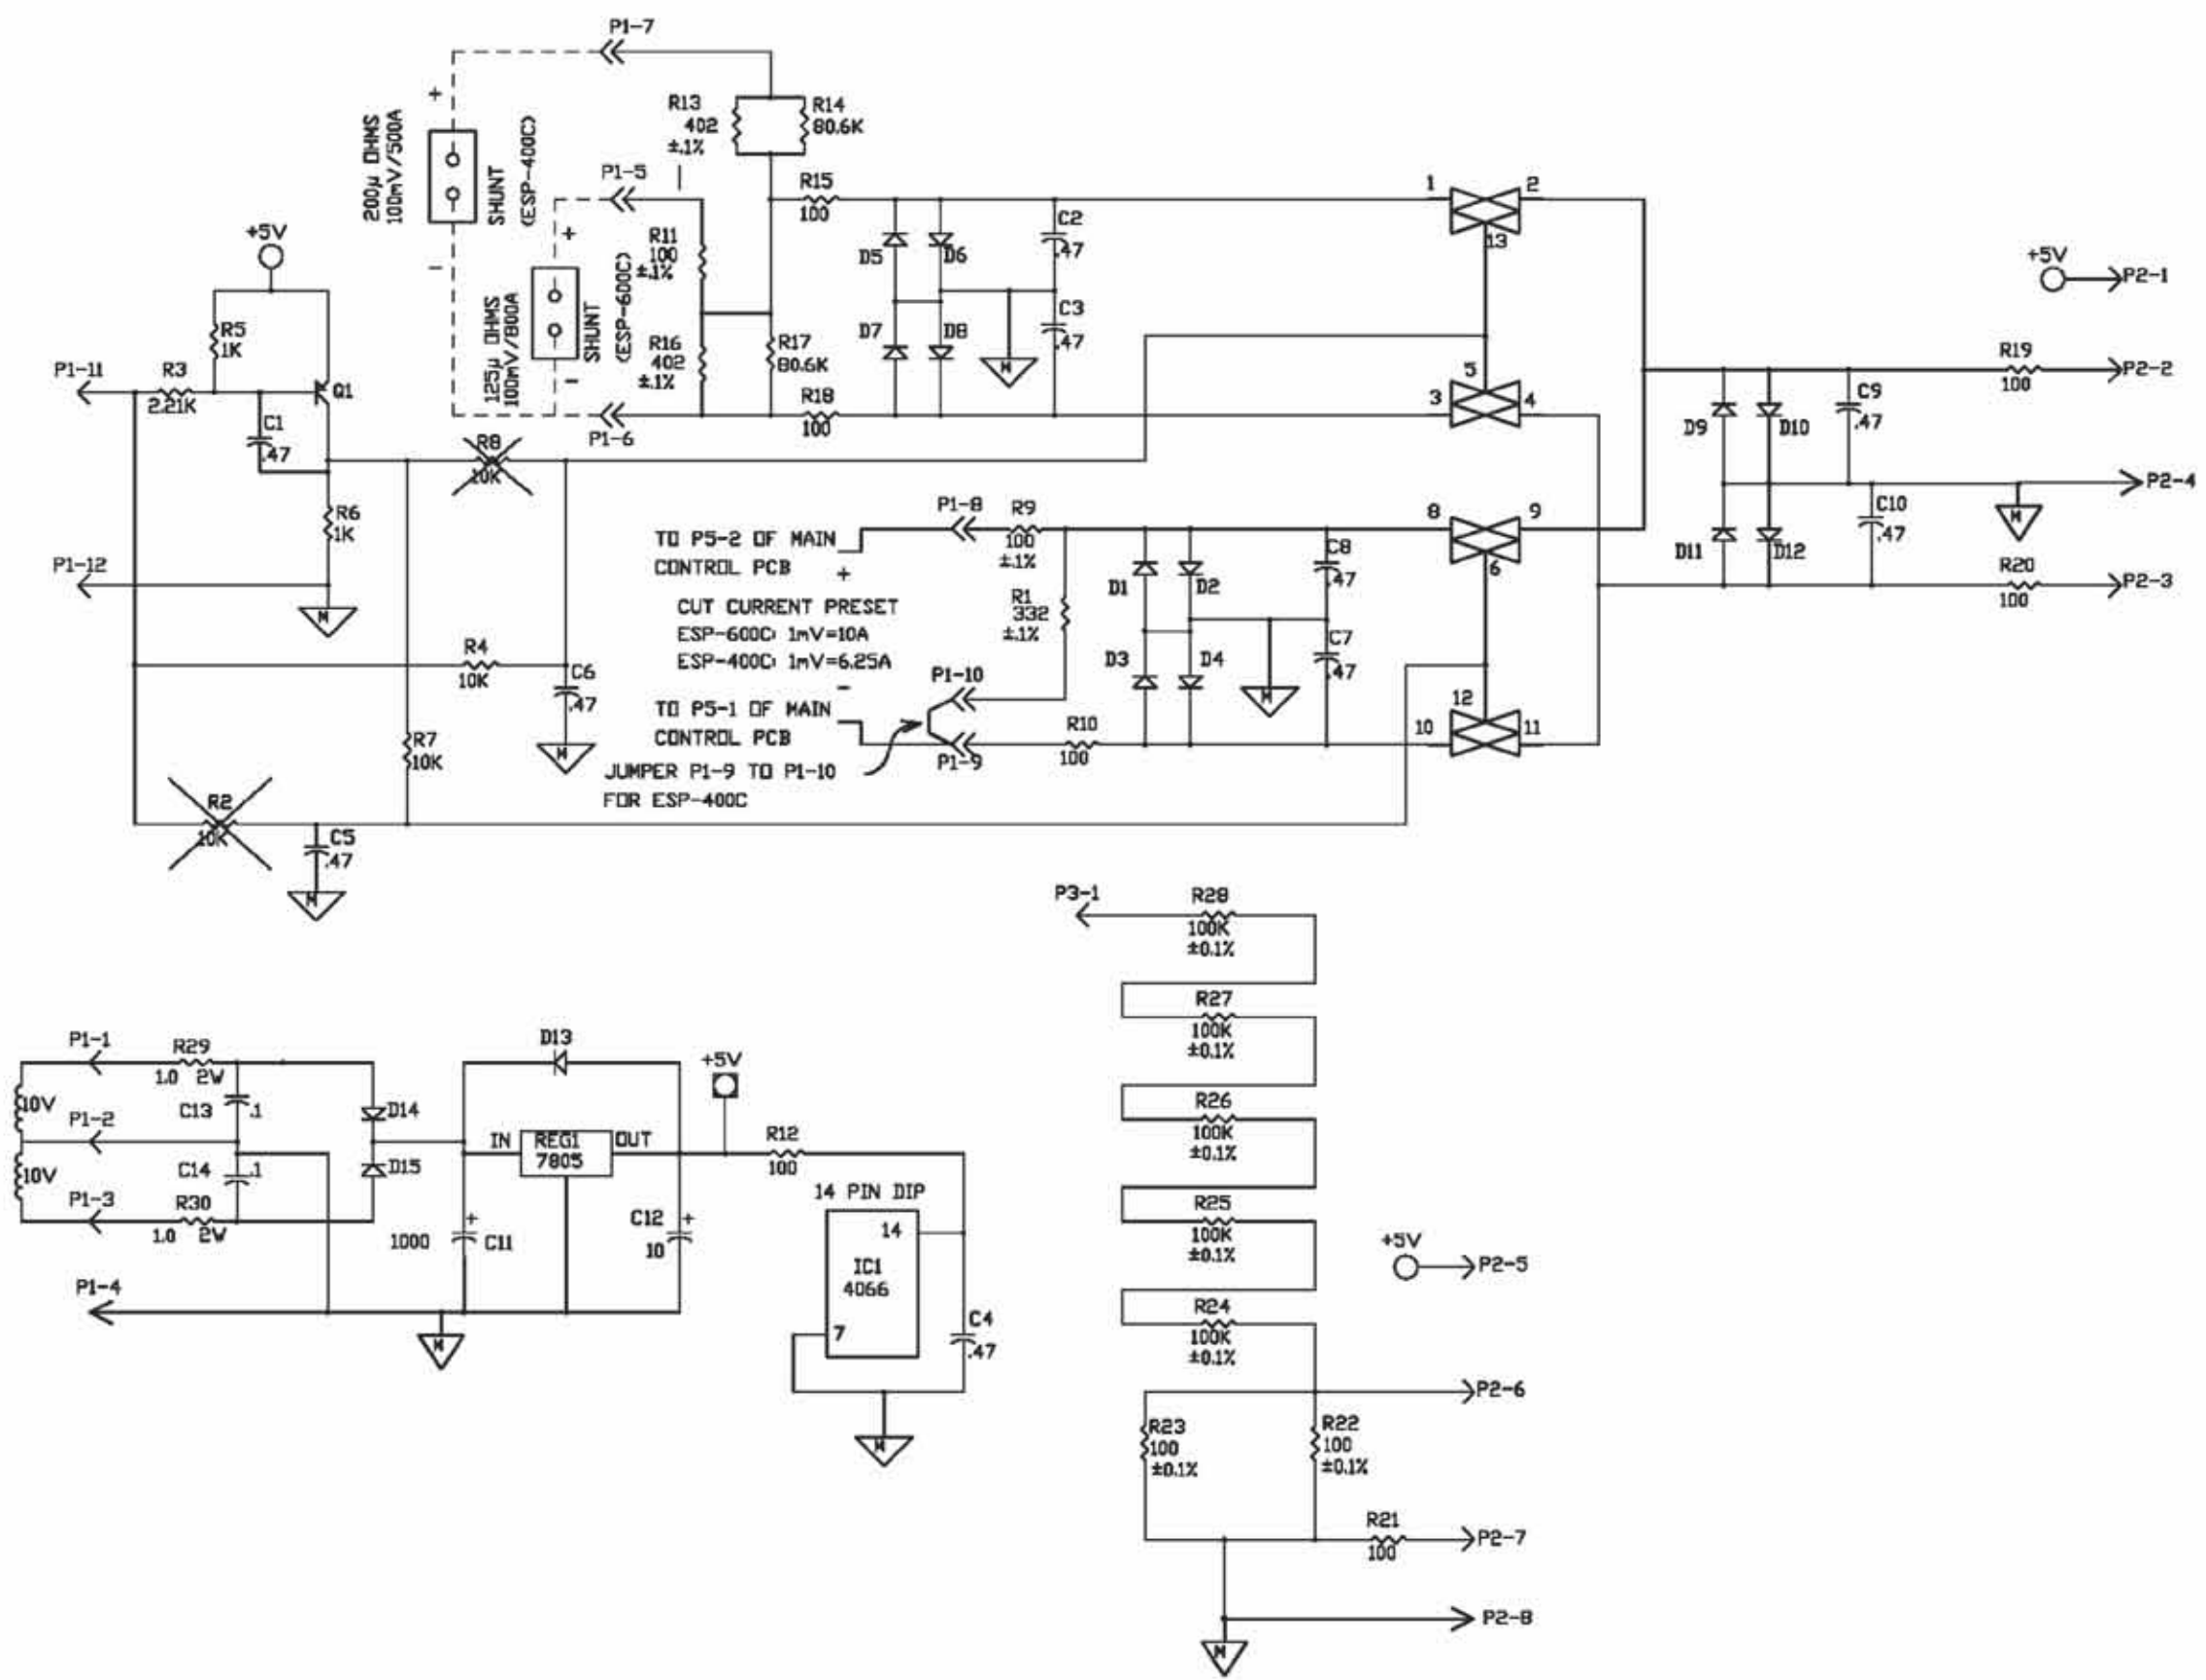 P1-7
200µ OHMS
100mV/500A
+
-
SHUNT
(ESP-400C)
R13
402
±.1%
R14
80.6K
P1-5
R15
100
+
-
125µ OHMS
100mV/800A
SHUNT
(ESP-600C)
R11
100
±.1%
R16
402
±.1%
R17
80.6K
R18
100
P1-6
D5
D6
D7
D8
C2
.47
C3
.47
1
2
13
5
3
4
+5V
R5
1K
P1-11
R3
2.21K
Q1
C1
.47
R8
10K
R6
1K
P1-12
R4
10K
C6
.47
R7
10K
R2
10K
C5
.47
TO P5-2 OF MAIN
CONTROL PCB
+
CUT CURRENT PRESET
ESP-600C: 1mV=10A
ESP-400C: 1mV=6.25A
-
TO P5-1 OF MAIN
CONTROL PCB
JUMPER P1-9 TO P1-10
FOR ESP-400C
P1-8
R9
100
±.1%
R1
332
±.1%
P1-10
P1-9
R10
100
D1
D2
D3
D4
C8
.47
C7
.47
8
9
6
12
10
11
+5V
P2-1
R19
100
P2-2
D9
D10
C9
.47
P2-4
D11
D12
C10
.47
R20
100
P2-3
P1-1
R29
1.0 2W
10V
C13
.1
P1-2
10V
C14
.1
P1-3
R30
1.0 2W
P1-4
D14
D15
D13
IN
REG1
7805
OUT
1000
+
C11
C12
10
+
+5V
R12
100
14 PIN DIP
14
IC1
4066
7
C4
.47
P3-1
R28
100K
±0.1%
R27
100K
±0.1%
R26
100K
±0.1%
R25
100K
±0.1%
R24
100K
±0.1%
+5V
P2-5
P2-6
R23
100
±0.1%
R22
100
±0.1%
R21
100
P2-7
P2-8